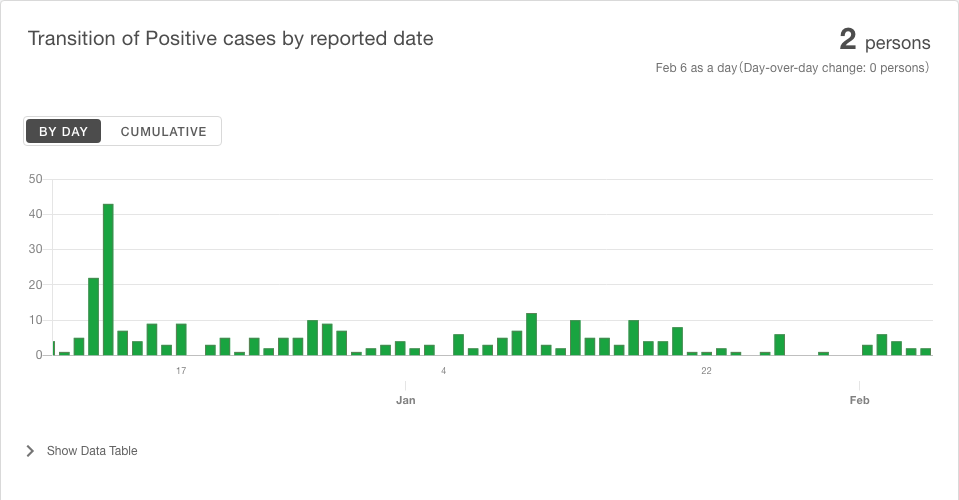 Transition of Positive cases by reported date
2 persons
Feb 6 as a day(Day-over-day change: 0 persons)
BY DAY
CUMULATIVE
50
40
30
20
10
0
17
4
22
Jan
Feb
Show Data Table